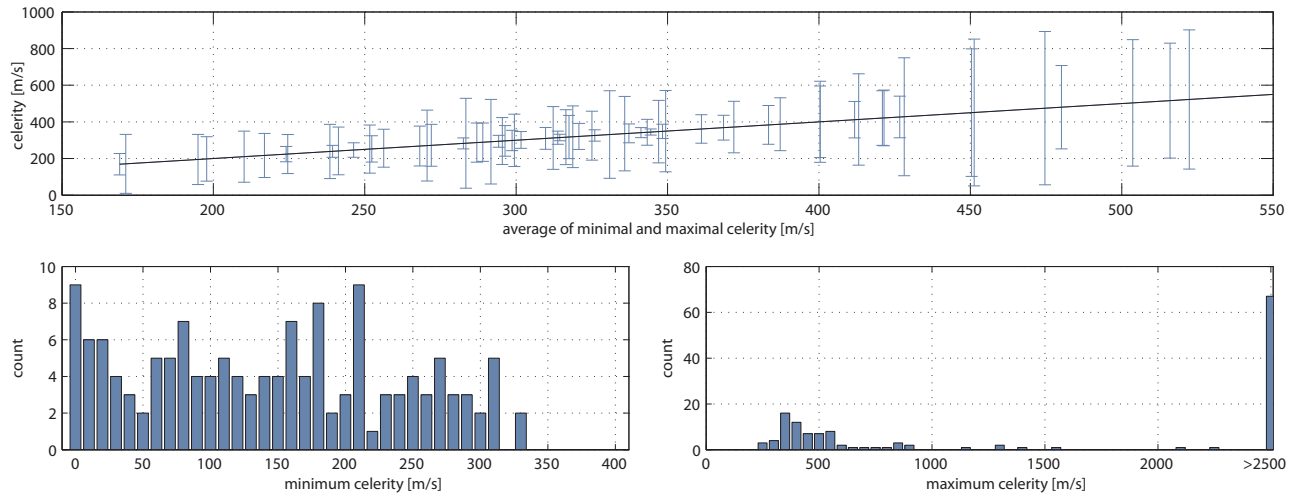 1000
800
600
400
200
0
celerity [m/s]
150 200 250 300 350 400 450 500 550
average of minimal and maximal celerity [m/s]
10
8
6
4
2
0
count
0 50 100 150 200 250 300 350 400
minimum celerity [m/s]
80
60
40
20
0
count
0 500 1000 1500 2000 >2500
maximum celerity [m/s]